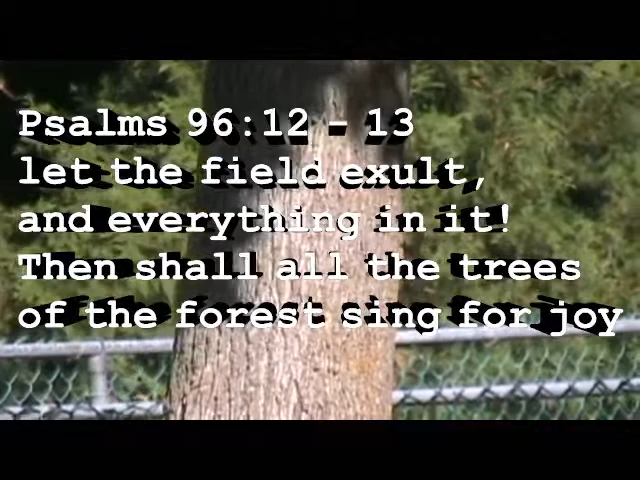 Psalms 96:12 - 13
let the field exult,
and everything in it!
Then shall all the trees
of the forest sing for joy